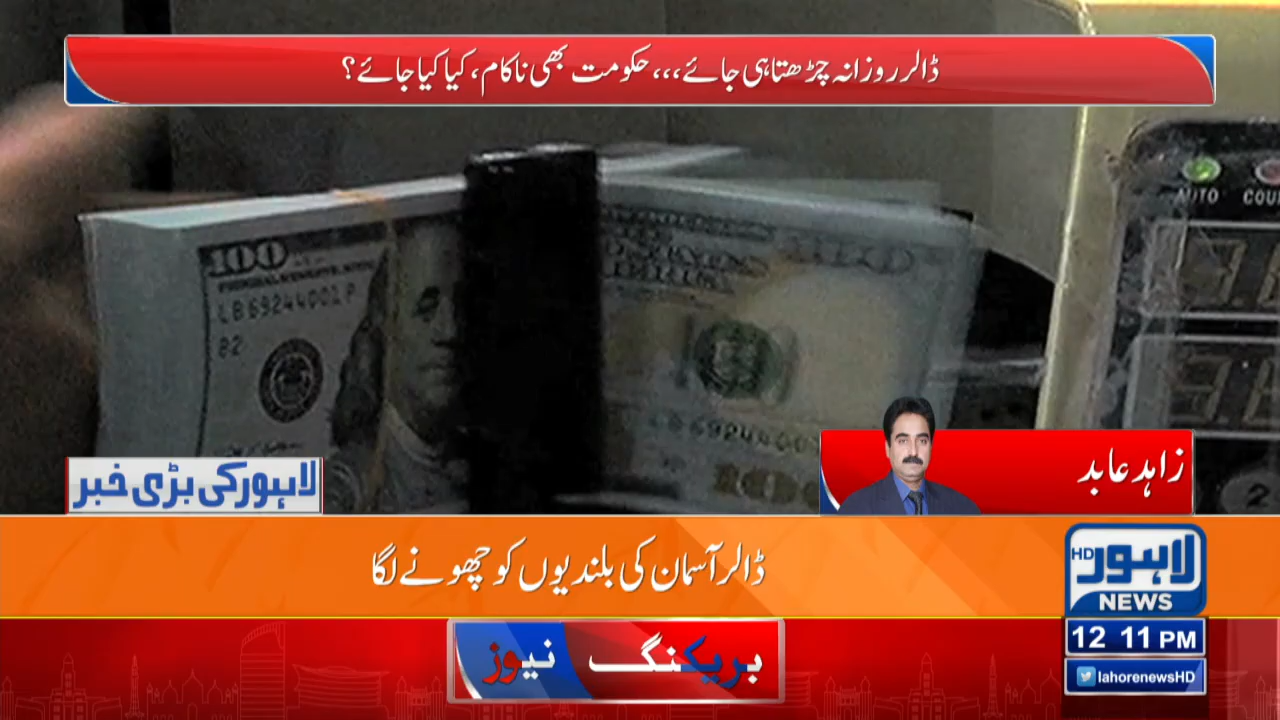 ڈالر روزانہ چڑھتا ہی جائے،،، حکومت بھی ناکام، کیا کیا جائے؟
AUTO
100
LB69244001 P
B2
زاہد عابد
لاہور کی بڑی خبر
ڈالر آسمان کی بلندیوں کو چھونے لگا
HD
لاہور
NEWS
بریکنگ نیوز
12 11 PM
lahorenewsHD